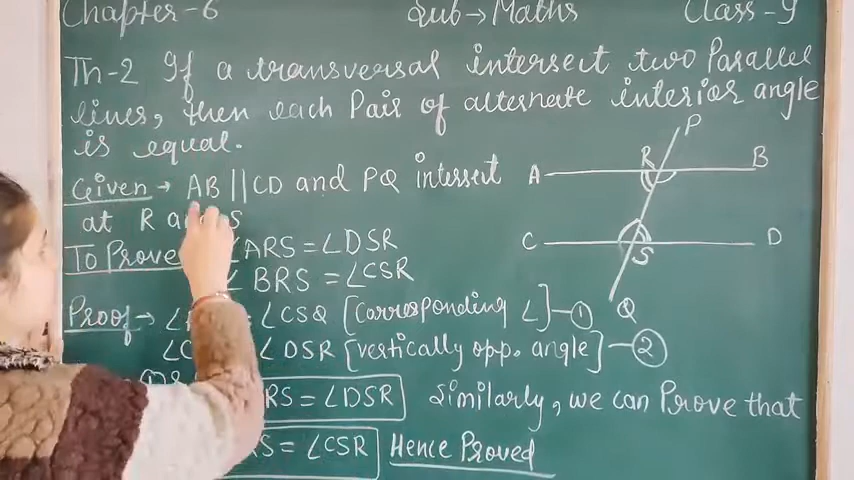 Chapter-6 Sub→Maths Class-9
Th-2 If a transversal intersect two Parallel
lines, then each Pair of alternate interior angle
is equal.
Given → AB || CD and PQ intersect
at R a S
To Prove ∠ARS = ∠DSR
∠BRS = ∠CSR
Proof → ∠ ∠CSQ [Corresponding ∠] —①
∠C ∠DSR [vertically opp. angle] —②
RS = ∠DSR Similarly, we can Prove that
RS = ∠CSR Hence Proved
P
A R B
C S D
Q